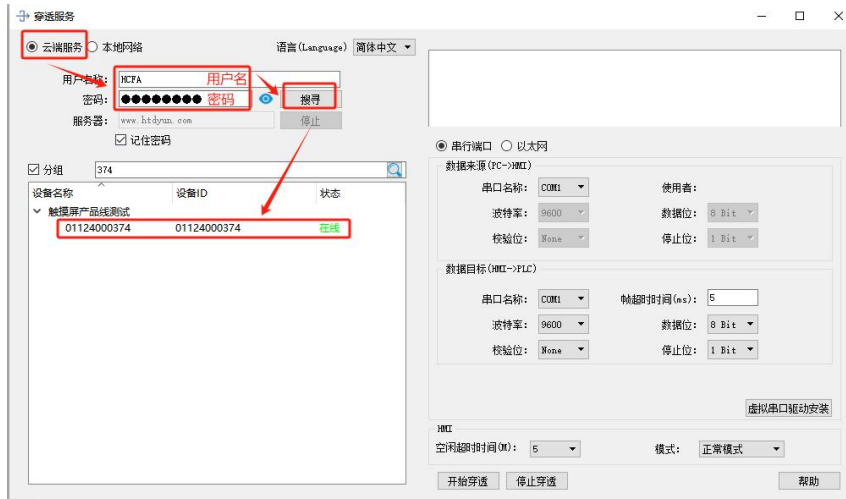 穿透服务
云端服务 本地网络 语言(Language) 简体中文
用户名称: HCFA 用户名
密码: ●●●●●●●● 密码 搜寻
服务器: www.htdyun.com 停止
记住密码
分组 374
设备名称 设备ID 状态
触摸屏产品线测试
01124000374 01124000374 在线
串行端口 以太网
数据来源(PC->HMI)
串口名称: COM1 使用者:
波特率: 9600 数据位: 8 Bit
校验位: None 停止位: 1 Bit
数据目标(HMI->PLC)
串口名称: COM1 帧超时时间(ms): 5
波特率: 9600 数据位: 8 Bit
校验位: None 停止位: 1 Bit
虚拟串口驱动安装
HMI
空闲超时时间(M): 5 模式: 正常模式
开始穿透 停止穿透 帮助